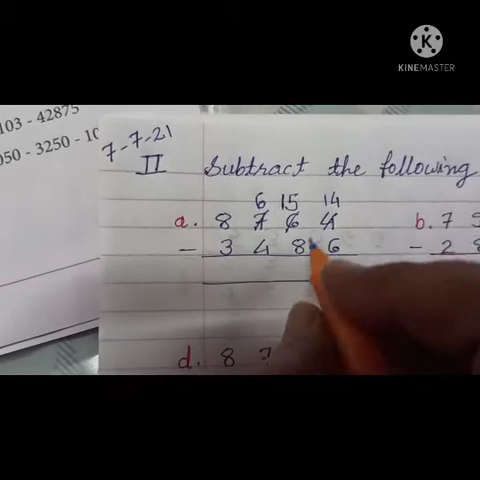 K
KINEMASTER
103 - 42875
050 - 3250 - 10
7-7-21
II Subtract the following
6 15 14
a. 8 7 6 4 b. 7
- 3 4 8 6 - 2 8
d. 8